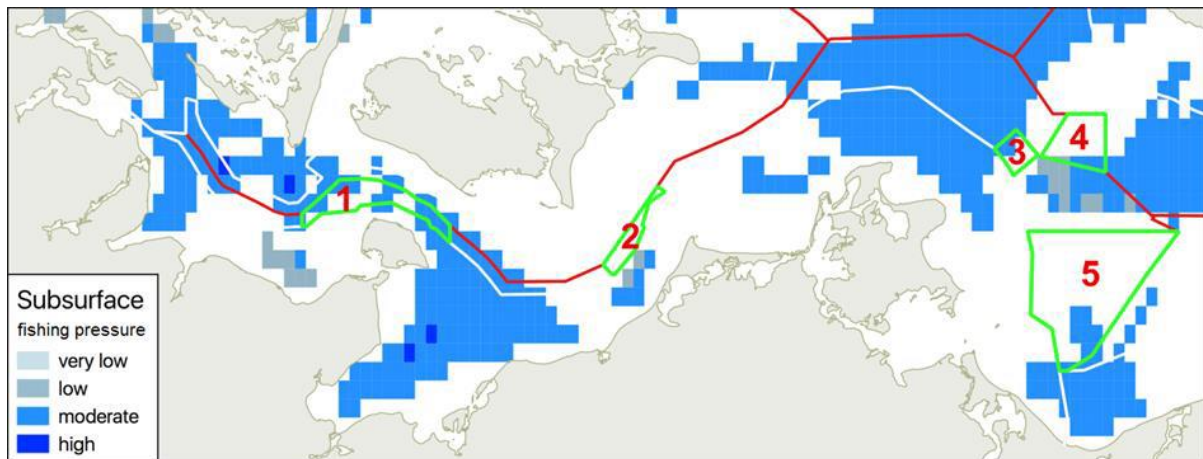 1
2
3
4
5
Subsurface
fishing pressure
very low
low
moderate
high